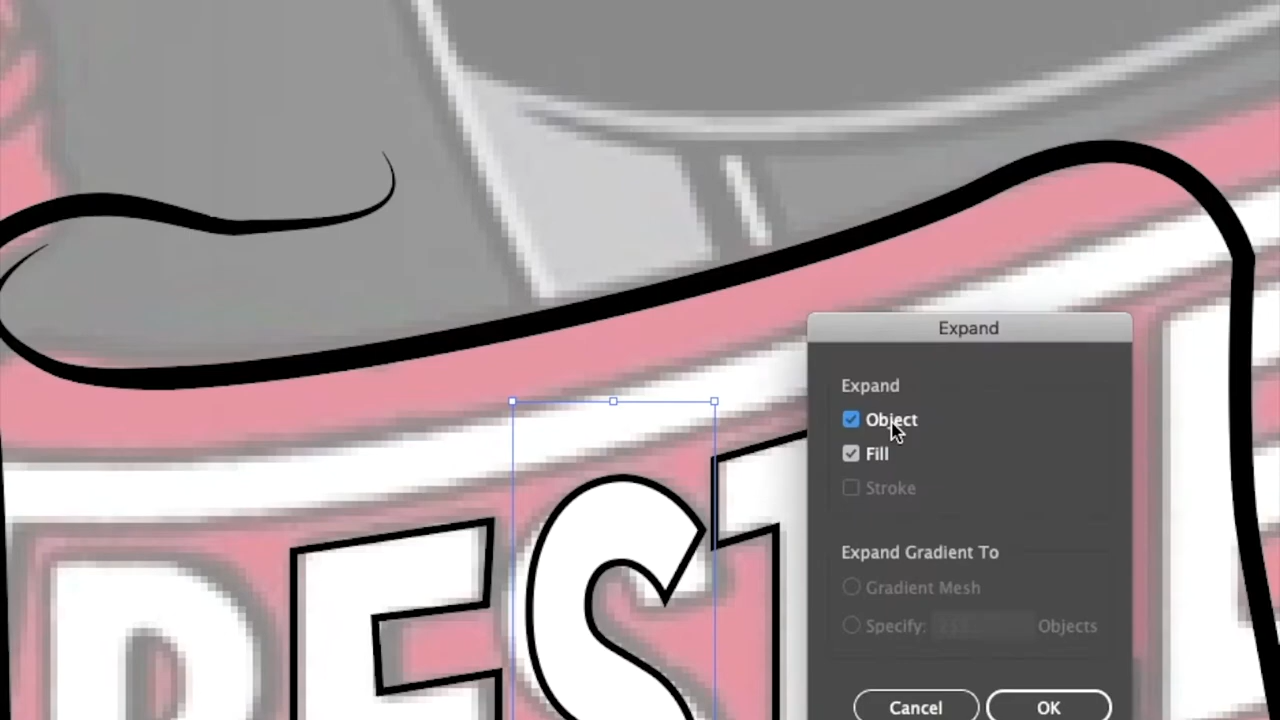 Expand
Expand
Object
Fill
Stroke
Expand Gradient To
Gradient Mesh
Specify: Objects
Cancel OK
EST